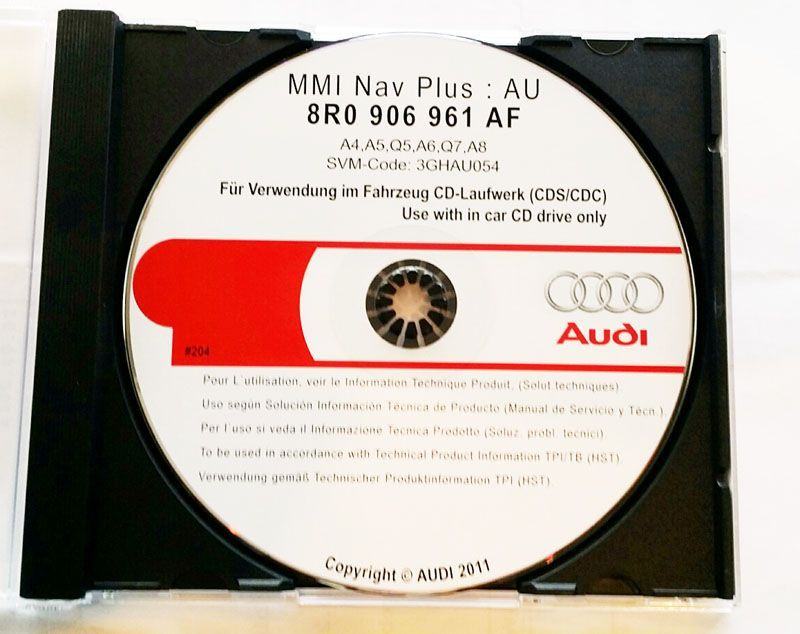 MMI Nav Plus : AU
8R0 906 961 AF
A4,A5,Q5,A6,Q7,A8
SVM-Code: 3GHAU054
Für Verwendung im Fahrzeug CD-Laufwerk (CDS/CDC)
Use with in car CD drive only
Audi
#204
Pour L´utilisation, voir le Information Technique Produit, (Solut techniques).
Uso según Solución Información Técnica de Producto (Manual de Servicio y Técn.).
Per l´uso si veda il Informazione Tecnica Prodotto (Soluz. probl. tecnici)
To be used in accordance with Technical Product Information TPI/TB (HST).
Verwendung gemäß Technischer Produktinformation TPI (HST).
Copyright © AUDI 2011